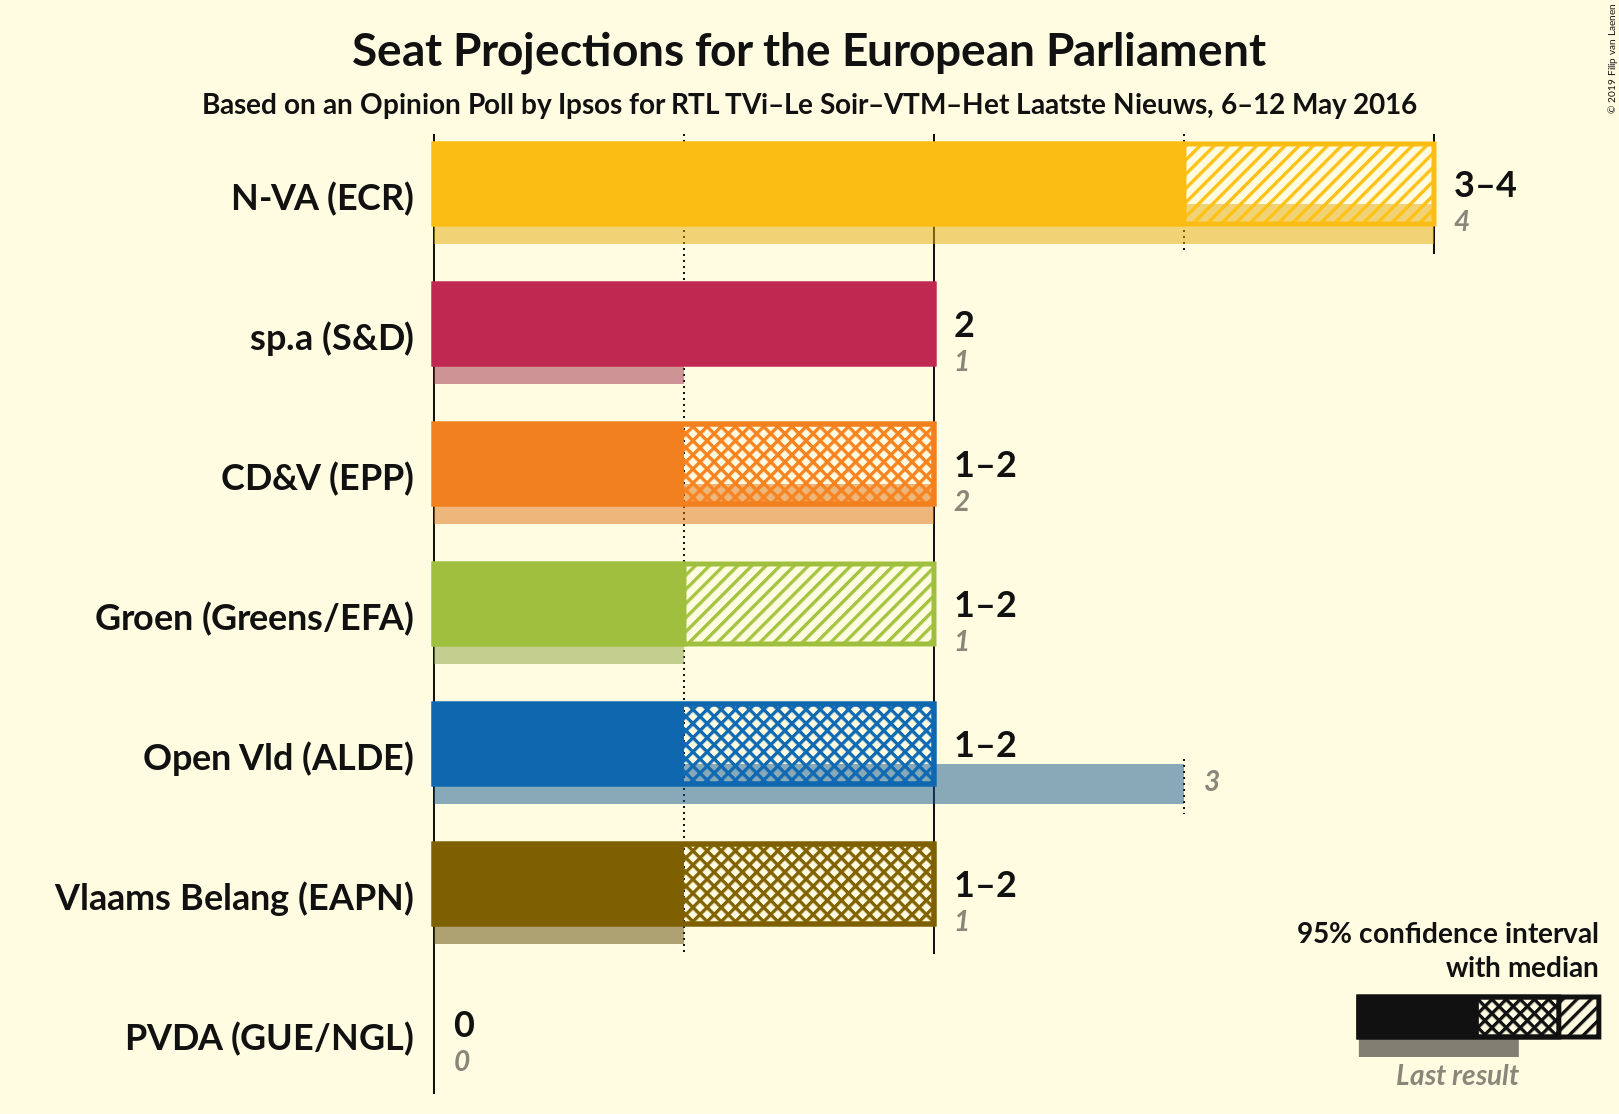 Seat Projections for the European Parliament
Based on an Opinion Poll by Ipsos for RTL TVi–Le Soir–VTM–Het Laatste Nieuws, 6–12 May 2016
© 2019 Filip van Laenen
N-VA (ECR)
3–4
4
sp.a (S&D)
2
1
CD&V (EPP)
1–2
2
Groen (Greens/EFA)
1–2
1
Open Vld (ALDE)
1–2
3
Vlaams Belang (EAPN)
1–2
1
PVDA (GUE/NGL)
0
0
95% confidence interval
with median
Last result